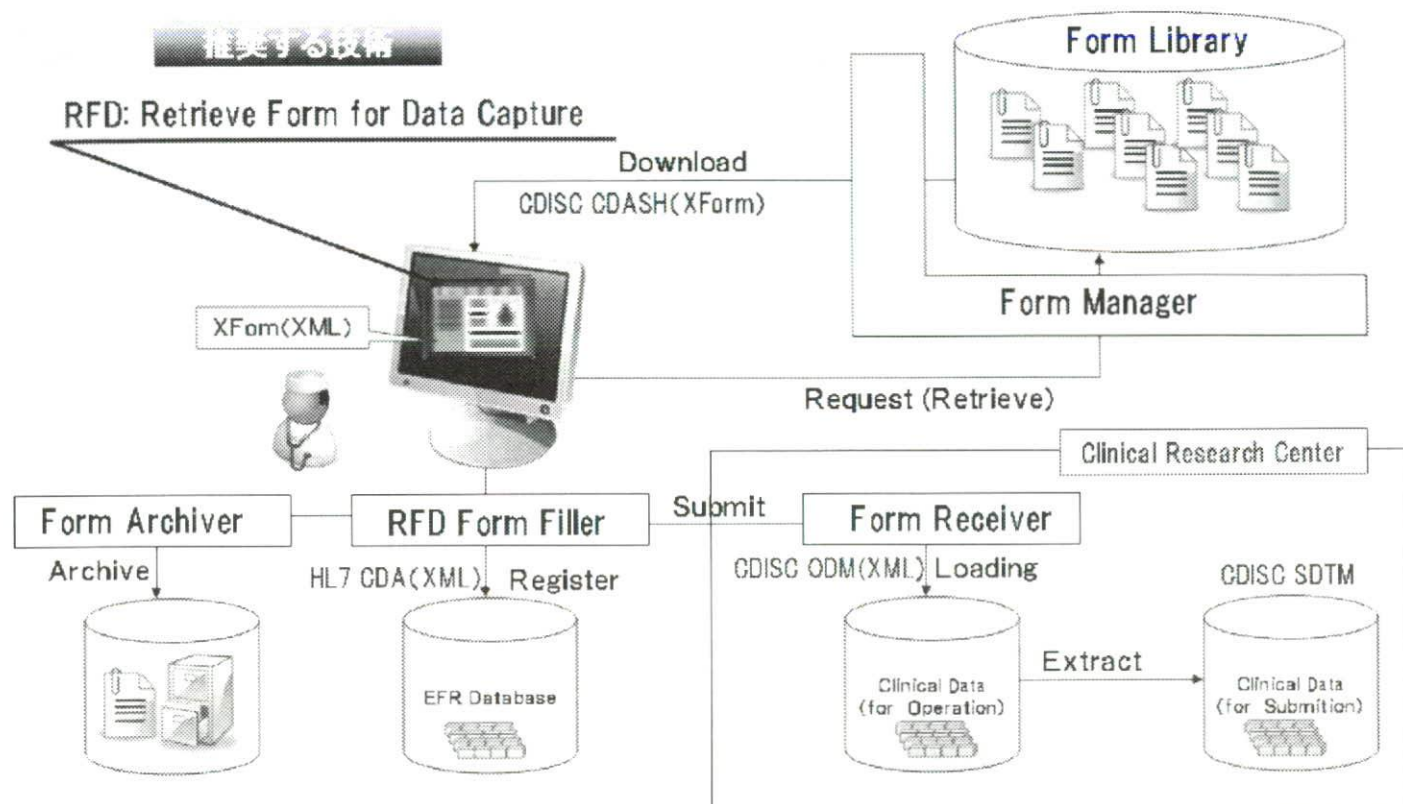 推奨する技術
RFD: Retrieve Form for Data Capture
Form Library
Download
CDISC CDASH(XForm)
XFom(XML)
Form Manager
Request (Retrieve)
Clinical Research Center
Form Archiver
RFD Form Filler
Submit
Form Receiver
Archive
HL7 CDA(XML)
Register
CDISC ODM(XML) Loading
CDISC SDTM
EFR Database
Clinical Data
(for Operation)
Extract
Clinical Data
(for Submition)